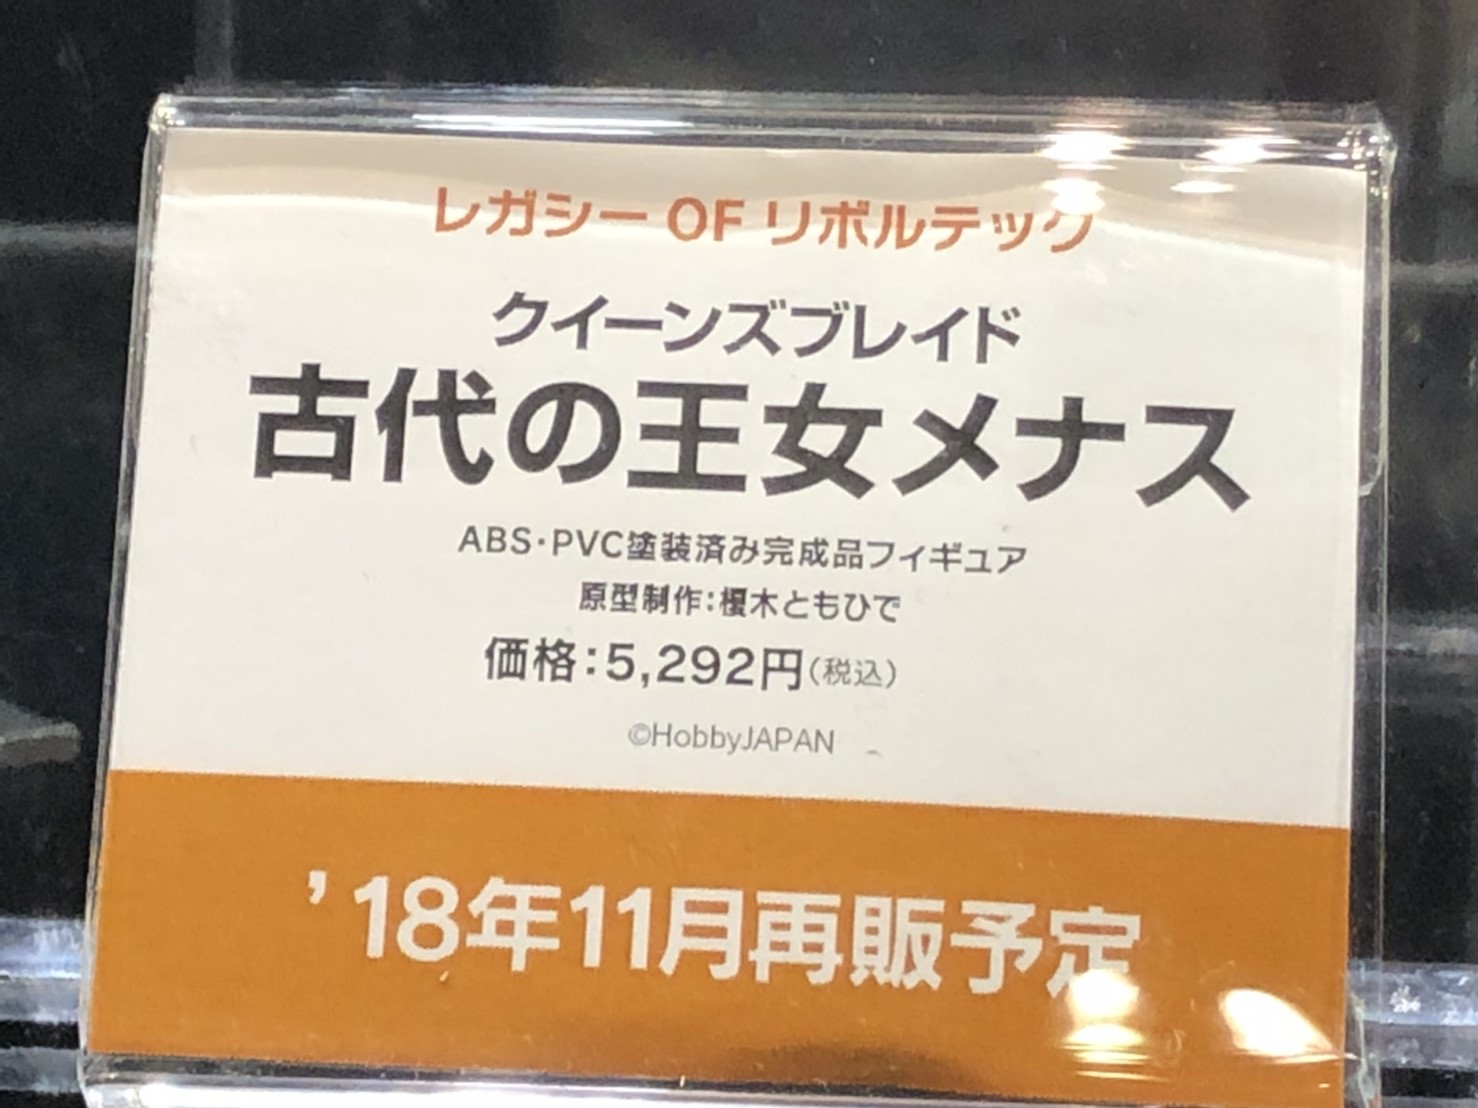 レガシー OF リボルテック
クイーンズブレイド
古代の王女メナス
ABS・PVC塗装済み完成品フィギュア
原型制作：榎木ともひで
価格：5,292円（税込）
©HobbyJAPAN
’18年11月再販予定